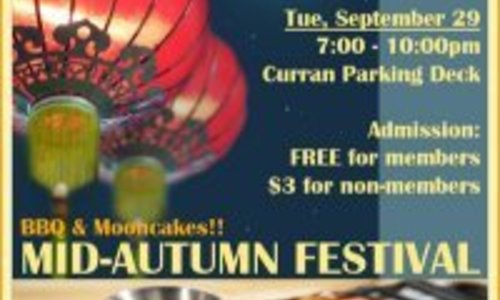 Tue, September 29
7:00 - 10:00pm
Curran Parking Deck
Admission:
FREE for members
$3 for non-members
BBQ & Mooncakes!!
MID-AUTUMN FESTIVAL